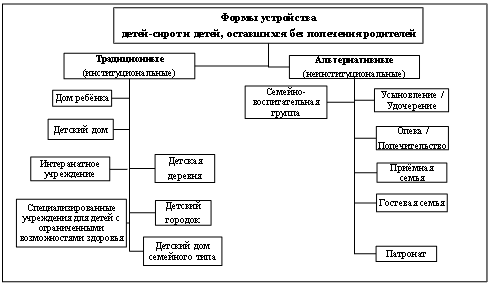 Формы устройства
детей-сирот и детей, оставшихся без попечения родителей
Традиционные
(институциональные)
Альтернативные
(неинституциональные)
Дом ребёнка
Детский дом
Интернатное
учреждение
Детская
деревня
Специализированные
учреждения для детей с
ограниченными
возможностями здоровья
Детский
городок
Детский дом
семейного типа
Семейно-
воспитательная
группа
Усыновление /
Удочерение
Опека /
Попечительство
Приёмная
семья
Гостевая семья
Патронат